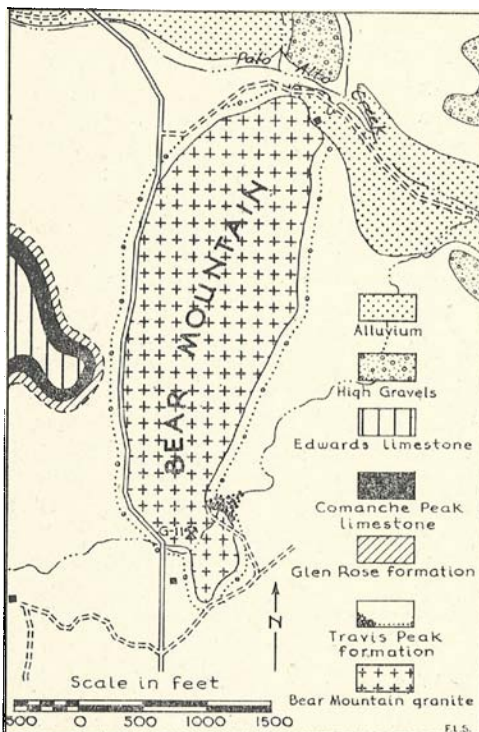 Palo Alto Creek
BEAR MOUNTAIN
Alluvium
High Gravels
Edwards limestone
Comanche Peak
limestone
Glen Rose formation
N
Travis Peak
formation
Bear Mountain granite
Scale in feet
500 0 500 1000 1500
F.L.S.